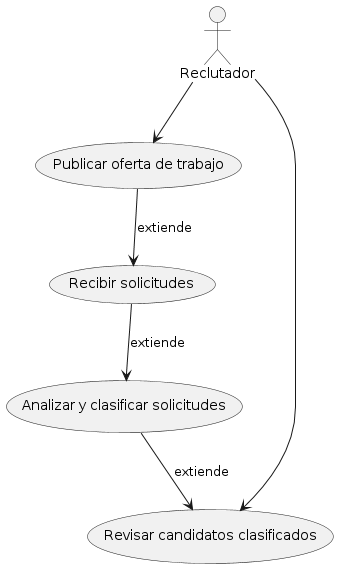 Reclutador
Publicar oferta de trabajo
extiende
Recibir solicitudes
extiende
Analizar y clasificar solicitudes
extiende
Revisar candidatos clasificados